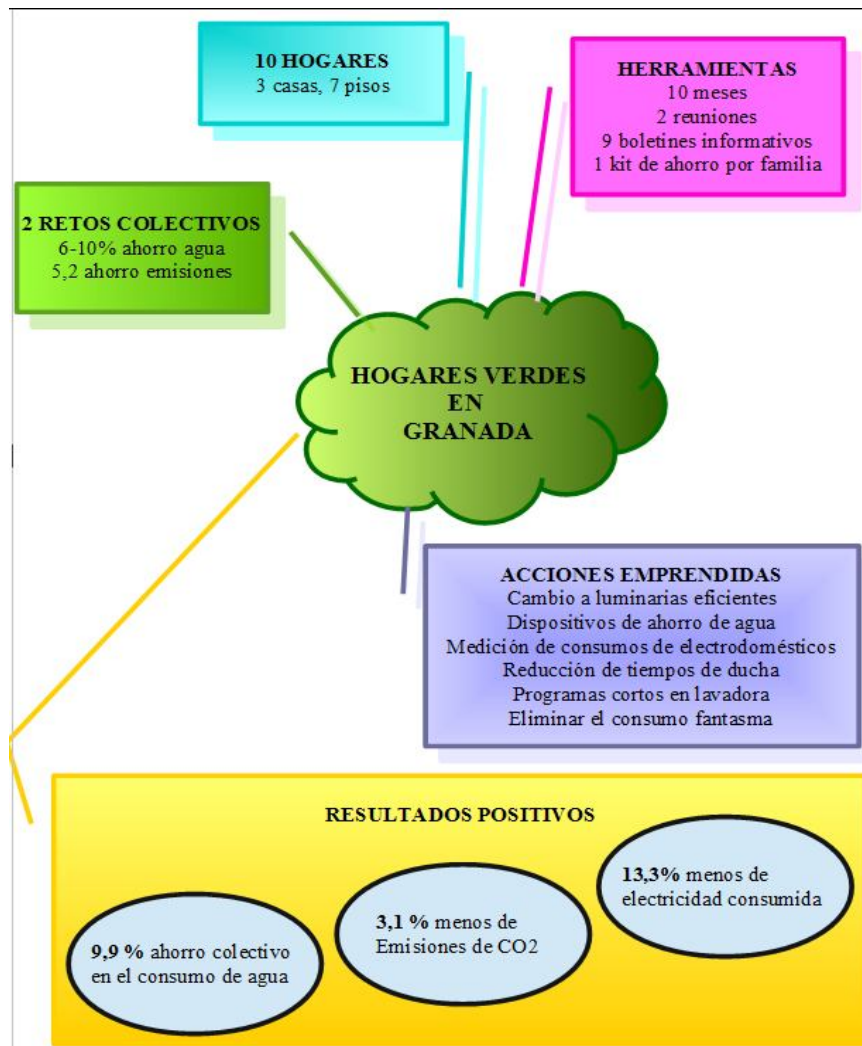 10 HOGARES
3 casas, 7 pisos
HERRAMIENTAS
10 meses
2 reuniones
9 boletines informativos
1 kit de ahorro por familia
2 RETOS COLECTIVOS
6-10% ahorro agua
5,2 ahorro emisiones
HOGARES VERDES
EN
GRANADA
ACCIONES EMPRENDIDAS
Cambio a luminarias eficientes
Dispositivos de ahorro de agua
Medición de consumos de electrodomésticos
Reducción de tiempos de ducha
Programas cortos en lavadora
Eliminar el consumo fantasma
RESULTADOS POSITIVOS
9,9 % ahorro colectivo
en el consumo de agua
3,1 % menos de
Emisiones de CO2
13,3% menos de
electricidad consumida